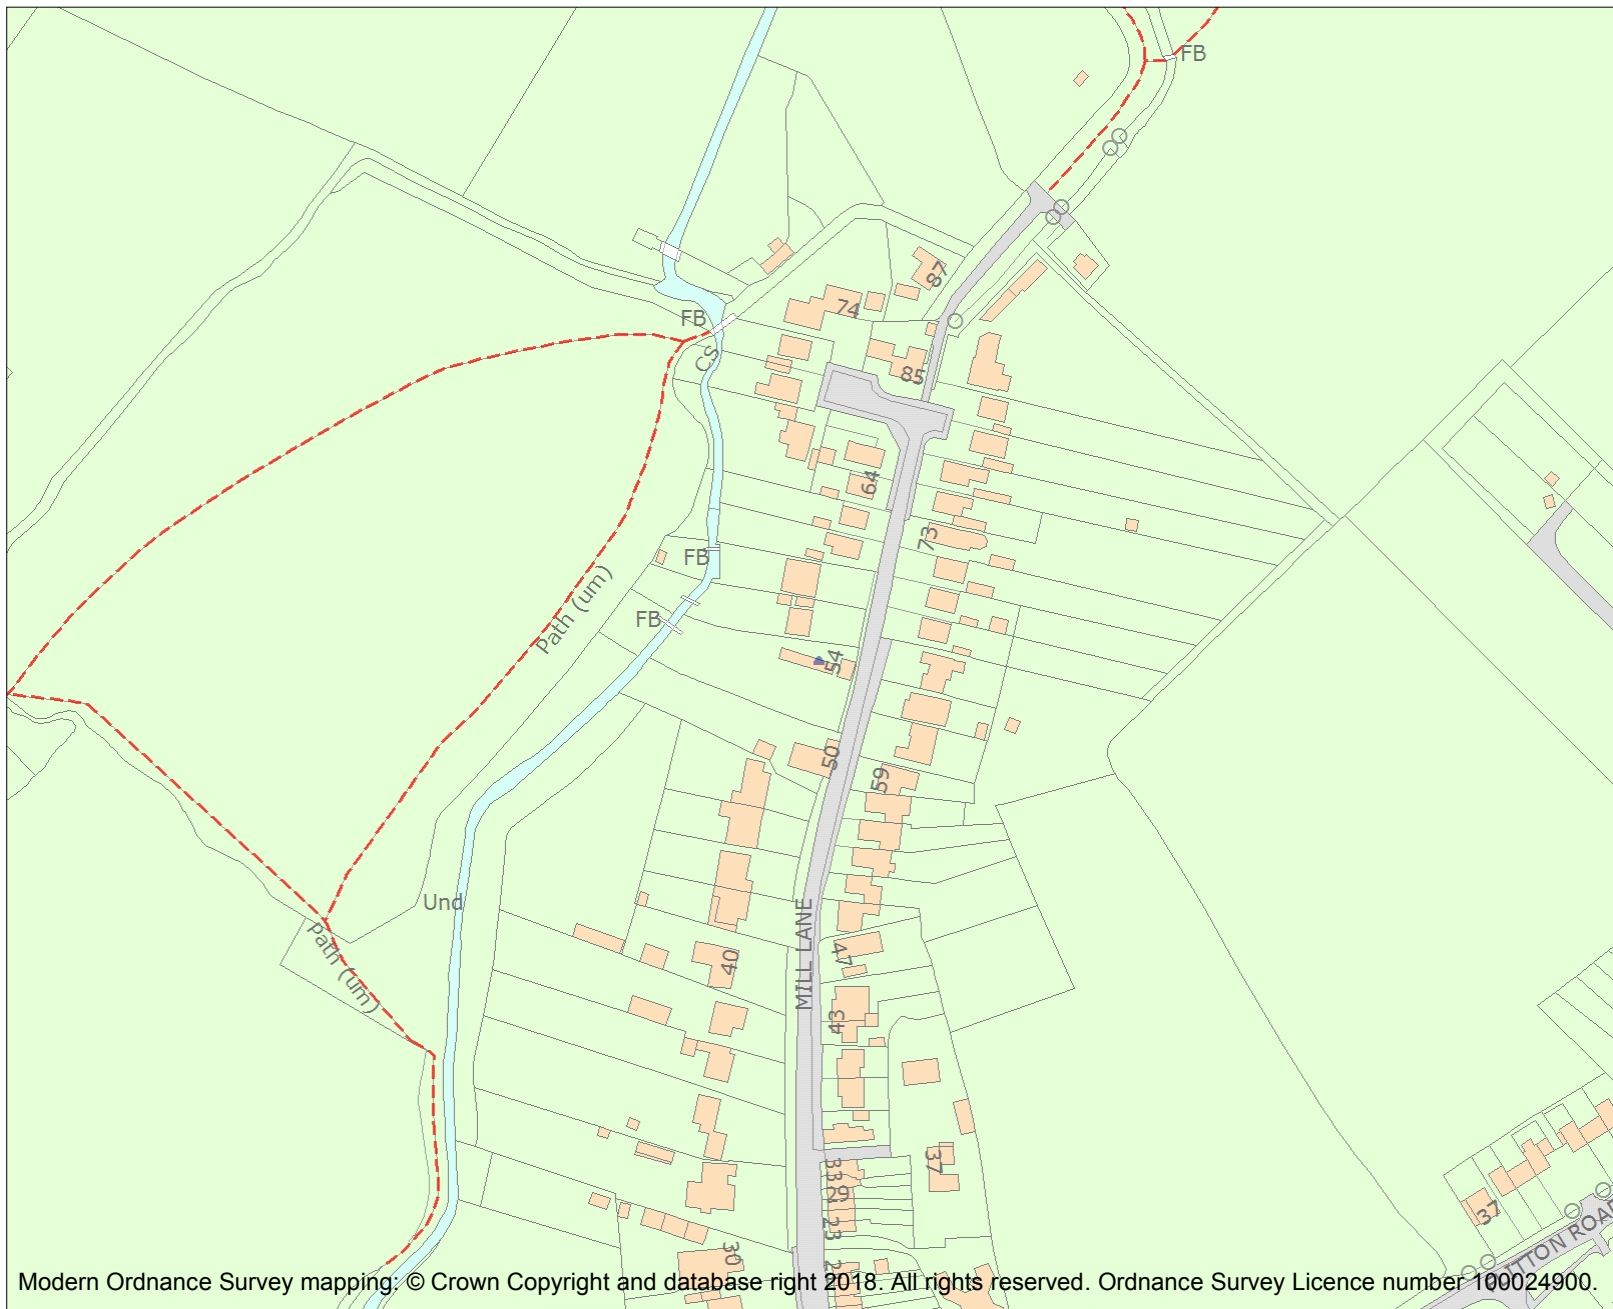 FB
87
74
FB
CS
85
64
73
FB
Path (um)
FB
54
50
59
Und
MILL LANE
Path (um)
40
47
43
37
33
29
23
37
30
Modern Ordnance Survey mapping: © Crown Copyright and database right 2018. All rights reserved. Ordnance Survey Licence number 100024900.